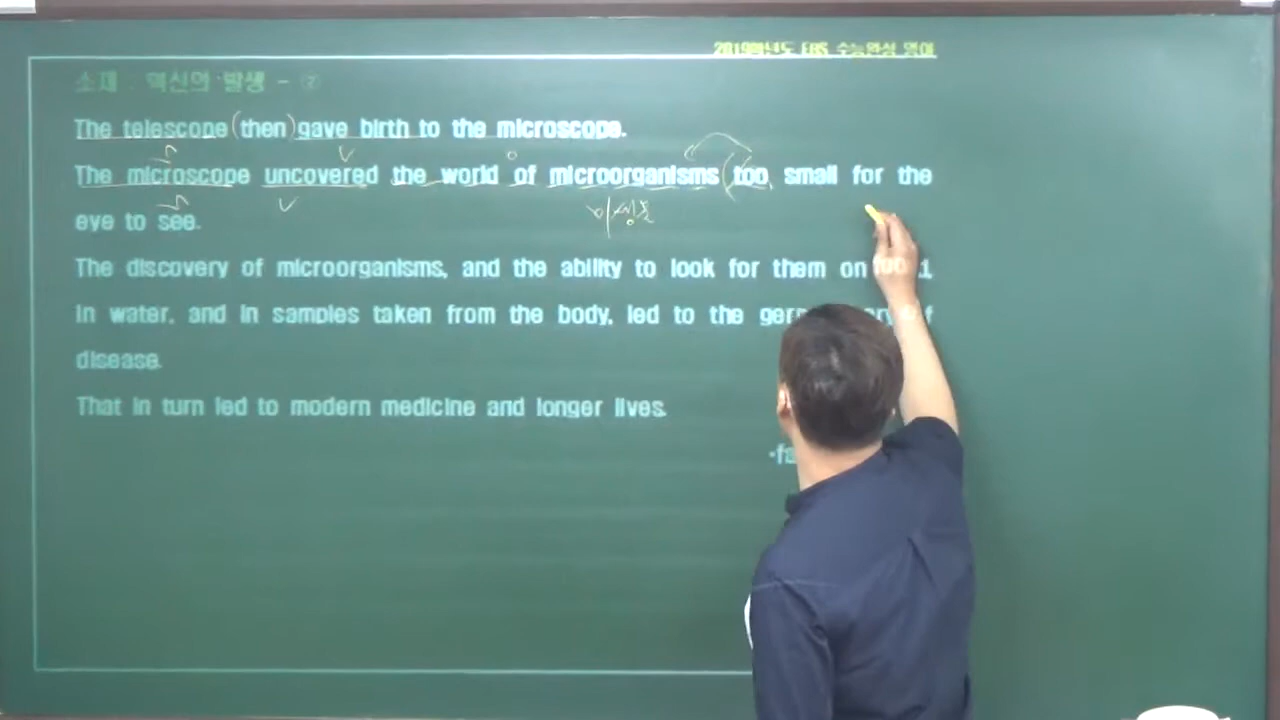 2019학년도 EBS 수능완성 영어
소재 : 혁신의 발생 - ②
The telescope (then) gave birth to the microscope.
The microscope uncovered the world of microorganisms (too small for the
미생물
eye to see.
The discovery of microorganisms, and the ability to look for them on
in water, and in samples taken from the body, led to the
disease.
That in turn led to modern medicine and longer lives.